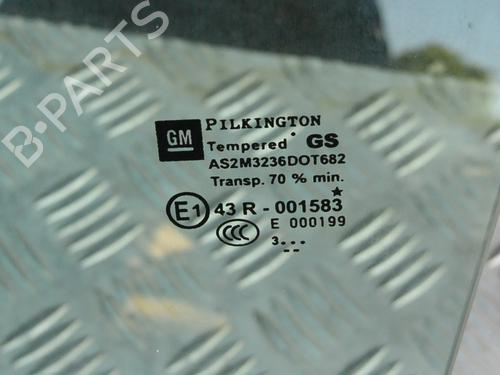 B-PARTS
GM PILKINGTON
Tempered GS
AS2M3236DOT682
Transp. 70 % min.
E1 43 R - 001583
CCC E 000199
3...
--